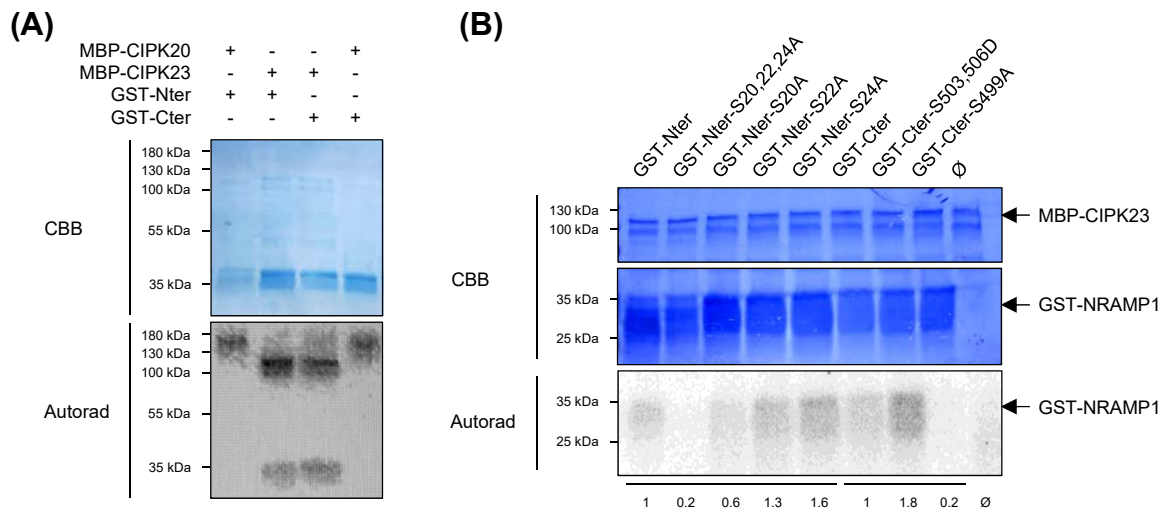 (A)
MBP-CIPK20 + - - +
MBP-CIPK23 - + + -
GST-Nter + + - -
GST-Cter - - + +
CBB
180 kDa
130 kDa
100 kDa
55 kDa
35 kDa
Autorad
180 kDa
130 kDa
100 kDa
55 kDa
35 kDa
(B)
GST-Nter
GST-Nter-S20,22,24A
GST-Nter-S20A
GST-Nter-S22A
GST-Nter-S24A
GST-Cter
GST-Cter-S503,506D
GST-Cter-S499A
Ø
CBB
130 kDa
100 kDa
MBP-CIPK23
35 kDa
25 kDa
GST-NRAMP1
Autorad
35 kDa
25 kDa
GST-NRAMP1
1 0.2 0.6 1.3 1.6 1 1.8 0.2 Ø